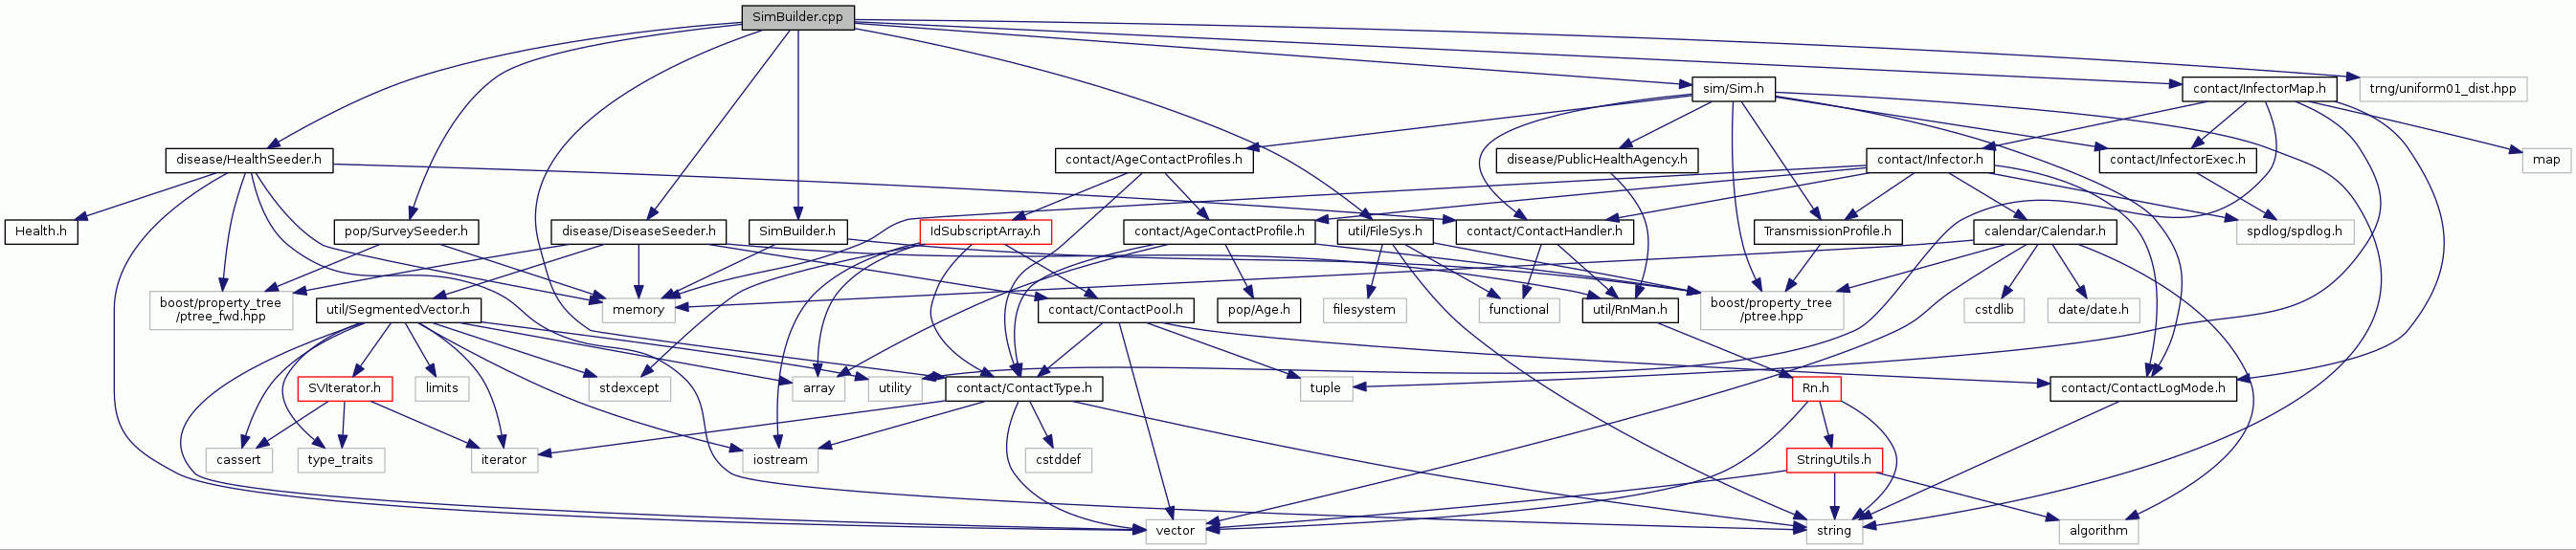 SimBuilder.cpp
sim/Sim.h
contact/InfectorMap.h
trng/uniform01_dist.hpp
disease/HealthSeeder.h
contact/AgeContactProfiles.h
disease/PublicHealthAgency.h
contact/Infector.h
contact/InfectorExec.h
map
Health.h
pop/SurveySeeder.h
disease/DiseaseSeeder.h
SimBuilder.h
IdSubscriptArray.h
contact/AgeContactProfile.h
util/FileSys.h
contact/ContactHandler.h
TransmissionProfile.h
calendar/Calendar.h
spdlog/spdlog.h
boost/property_tree
/ptree_fwd.hpp
util/SegmentedVector.h
memory
contact/ContactPool.h
pop/Age.h
filesystem
functional
util/RnMan.h
boost/property_tree
/ptree.hpp
cstdlib
date/date.h
SVIterator.h
limits
stdexcept
array
utility
contact/ContactType.h
tuple
Rn.h
contact/ContactLogMode.h
cassert
type_traits
iterator
iostream
cstddef
StringUtils.h
vector
string
algorithm